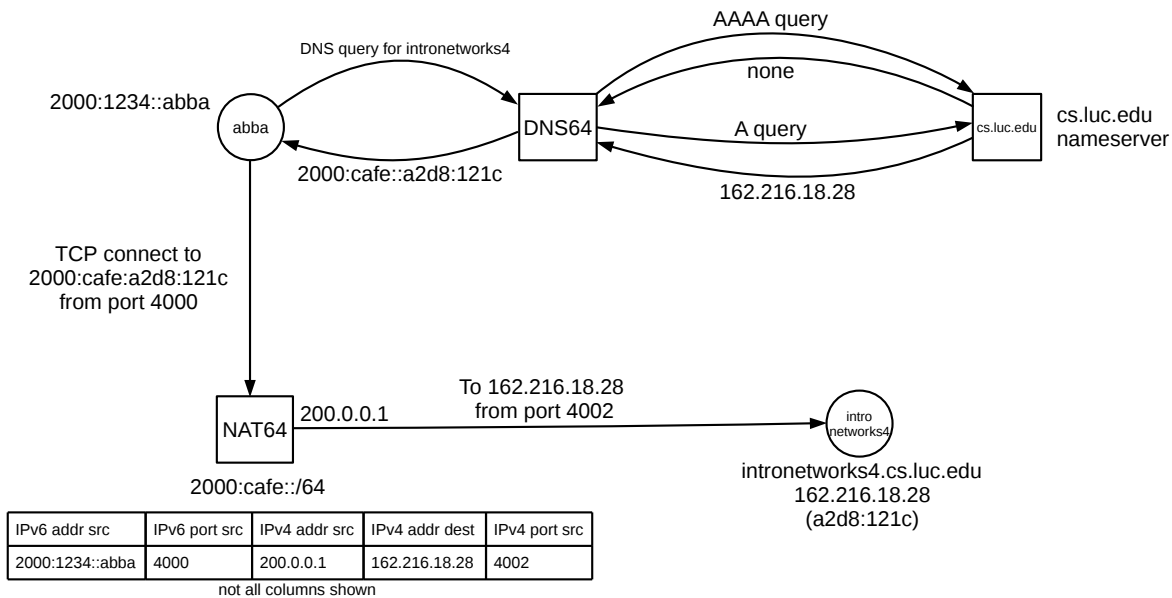 AAAA query
DNS query for intronetworks4
none
2000:1234::abba
abba
DNS64
A query
cs.luc.edu
cs.luc.edu
nameserver
2000:cafe::a2d8:121c
162.216.18.28
TCP connect to
2000:cafe:a2d8:121c
from port 4000
To 162.216.18.28
from port 4002
NAT64
200.0.0.1
intro
networks4
2000:cafe::/64
intronetworks4.cs.luc.edu
162.216.18.28
(a2d8:121c)
IPv6 addr src IPv6 port src IPv4 addr src IPv4 addr dest IPv4 port src
2000:1234::abba 4000 200.0.0.1 162.216.18.28 4002
not all columns shown